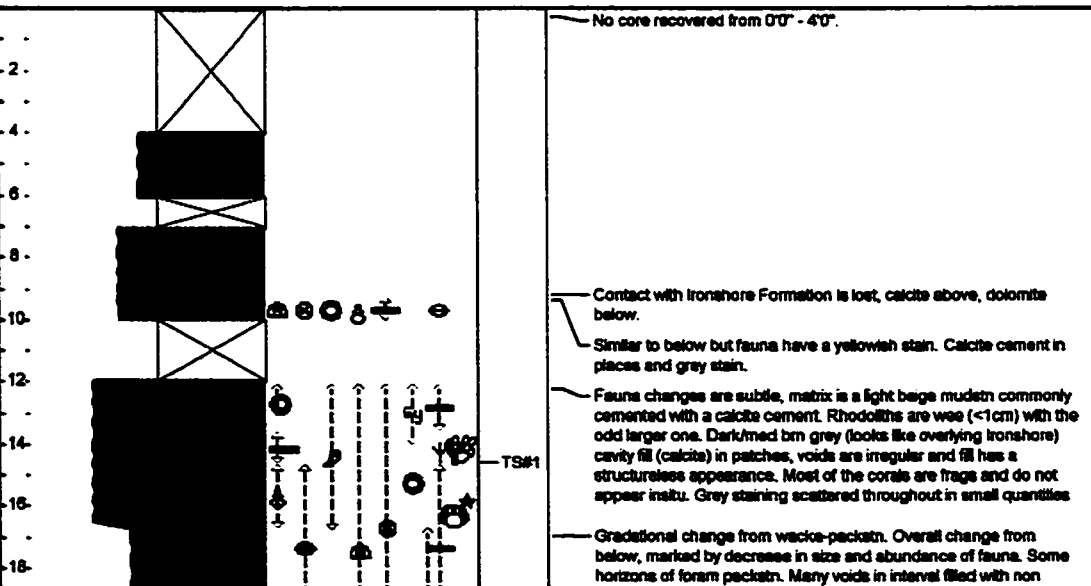 No core recovered from 0'0" - 4'0".
2
4
6
8
Contact with Ironshore Formation is lost, calcite above, dolomite
below.
10
Similar to below but fauna have a yellowish stain. Calcite cement in
places and grey stain.
12
Fauna changes are subtle, matrix is a light beige mudstn commonly
cemented with a calcite cement. Rhodoliths are wee (<1cm) with the
odd larger one. Dark/med brn grey (looks like overlying Ironshore)
14
cavity fill (calcite) in patches, voids are irregular and fill has a
TS#1
structureless appearance. Most of the corals are frags and do not
appear insitu. Grey staining scattered throughout in small quantities
16
Gradational change from wacke-packstn. Overall change from
below, marked by decrease in size and abundance of fauna. Some
18
horizons of foram packstn. Many voids in interval filled with non